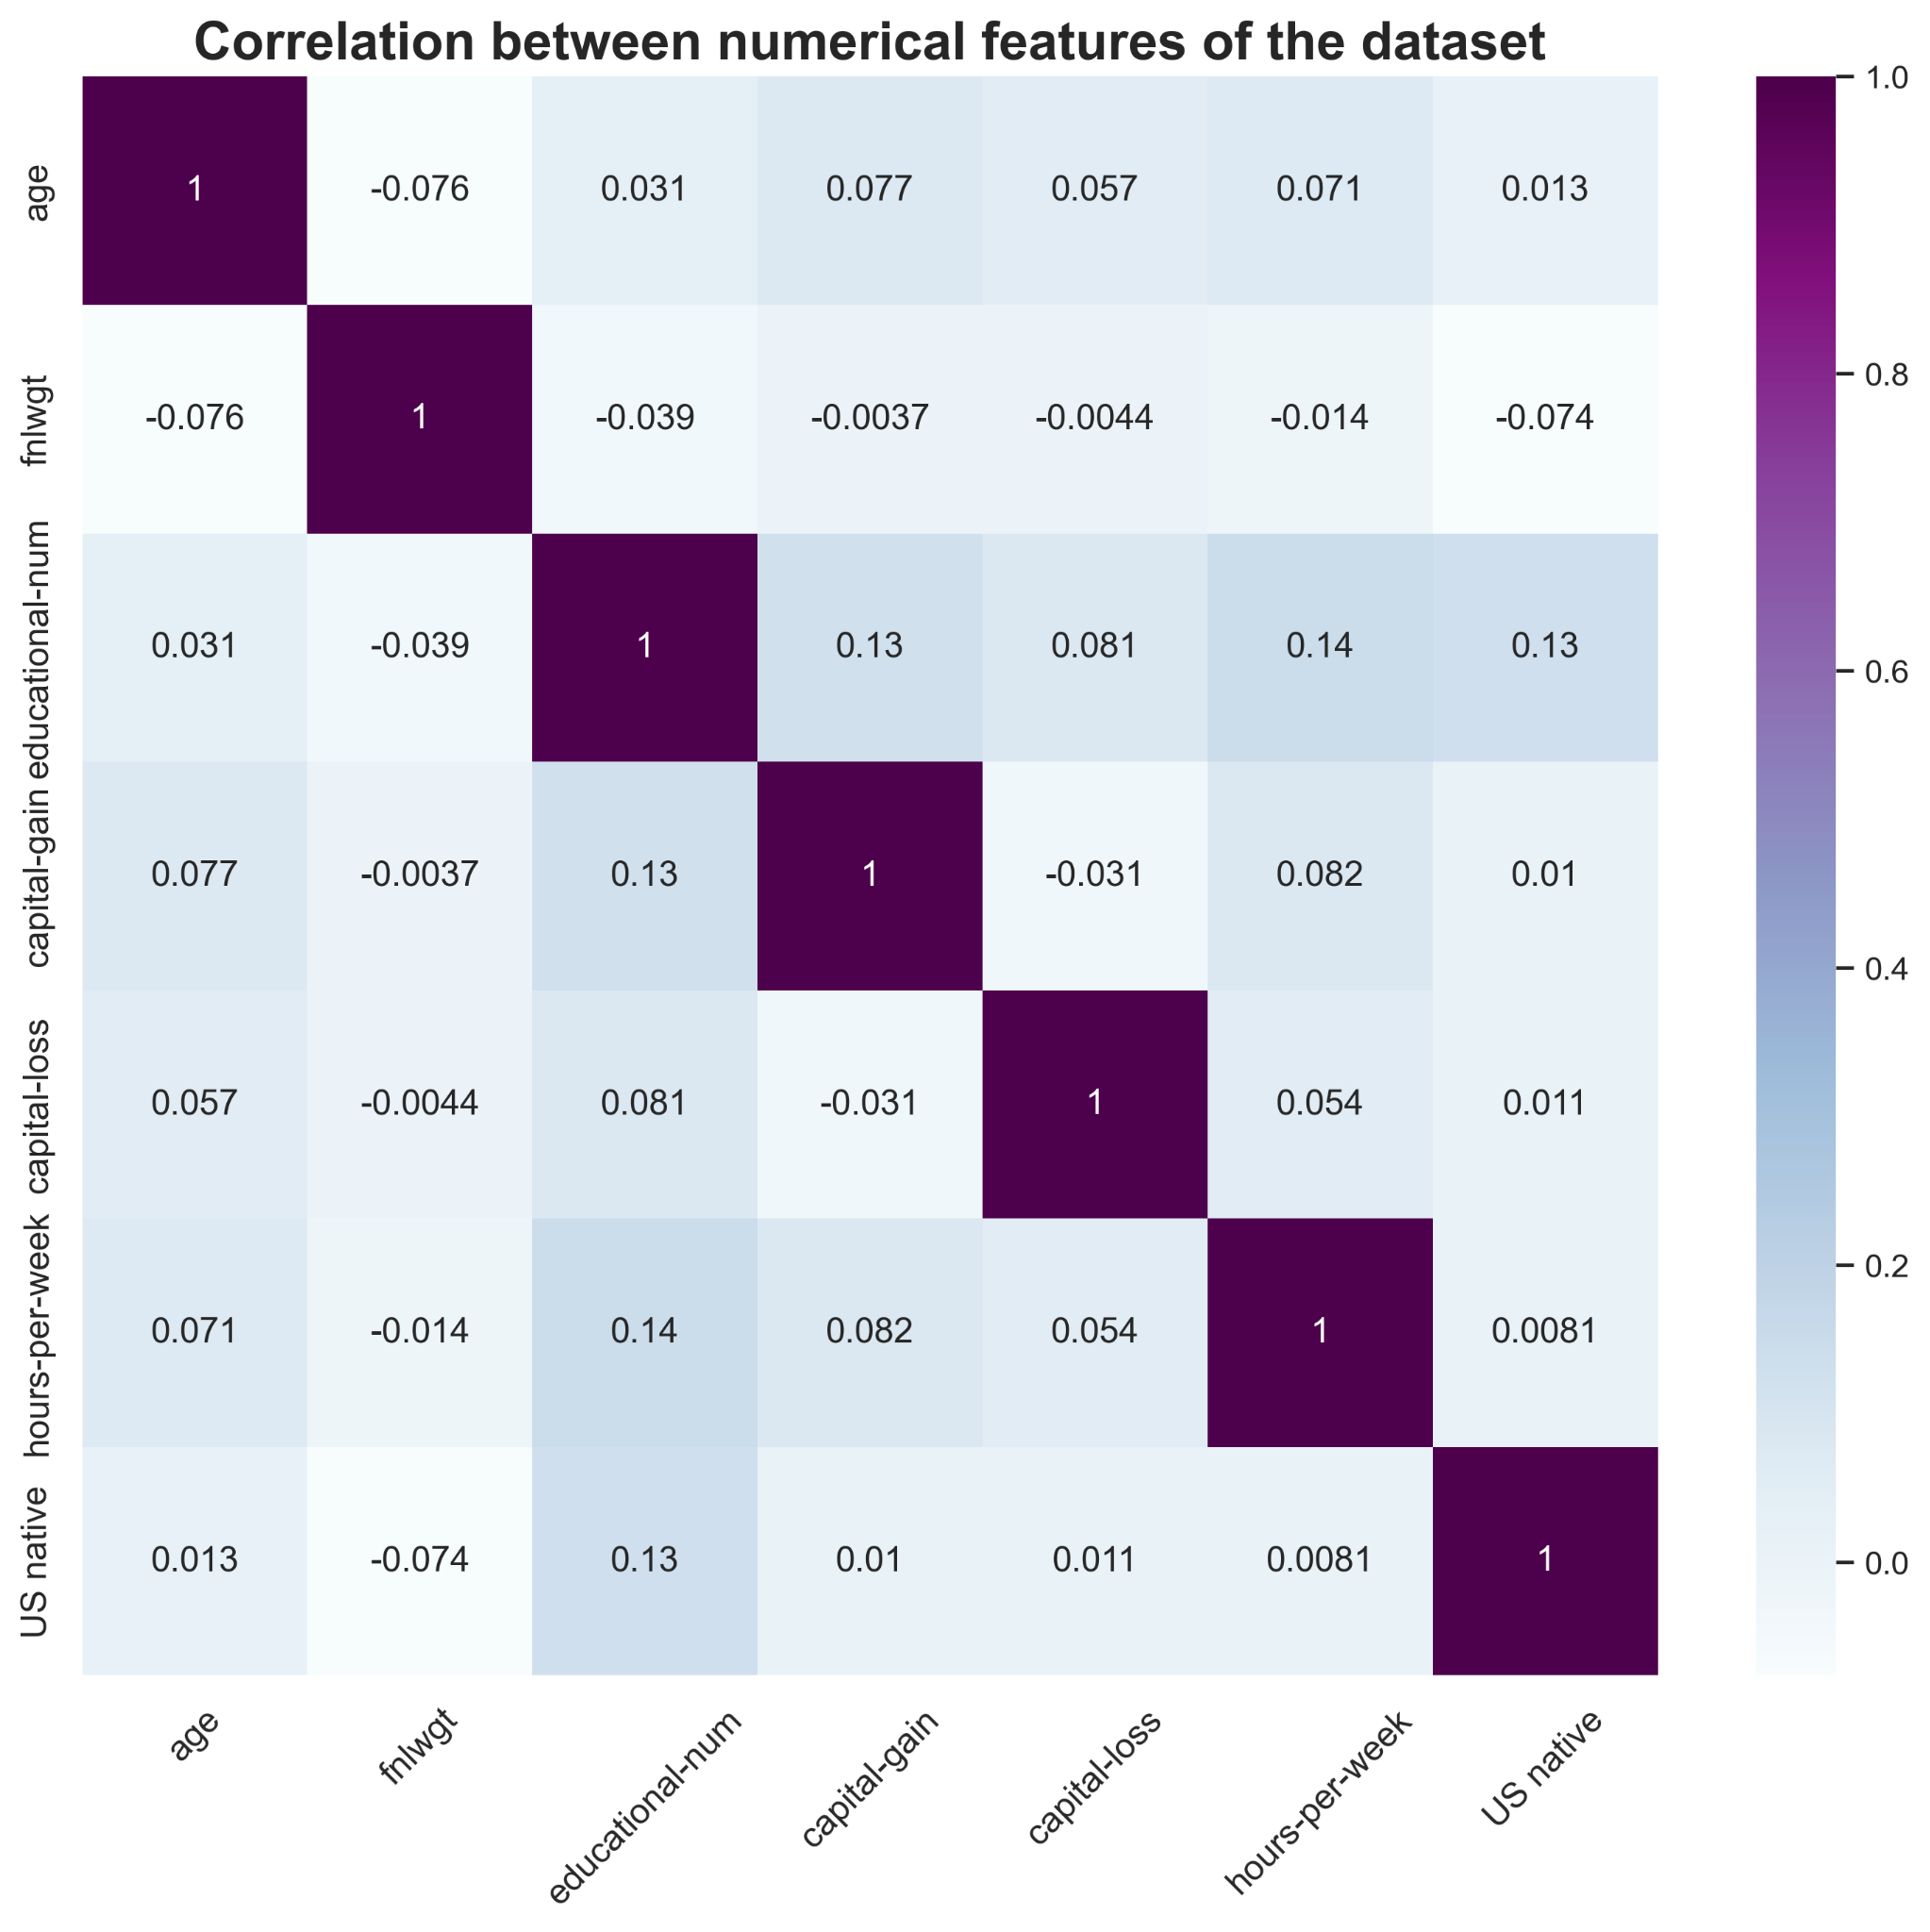 Correlation between numerical features of the dataset
age 1 -0.076 0.031 0.077 0.057 0.071 0.013
fnlwgt -0.076 1 -0.039 -0.0037 -0.0044 -0.014 -0.074
educational-num 0.031 -0.039 1 0.13 0.081 0.14 0.13
capital-gain 0.077 -0.0037 0.13 1 -0.031 0.082 0.01
capital-loss 0.057 -0.0044 0.081 -0.031 1 0.054 0.011
hours-per-week 0.071 -0.014 0.14 0.082 0.054 1 0.0081
US native 0.013 -0.074 0.13 0.01 0.011 0.0081 1
age fnlwgt educational-num capital-gain capital-loss hours-per-week US native
1.0
0.8
0.6
0.4
0.2
0.0